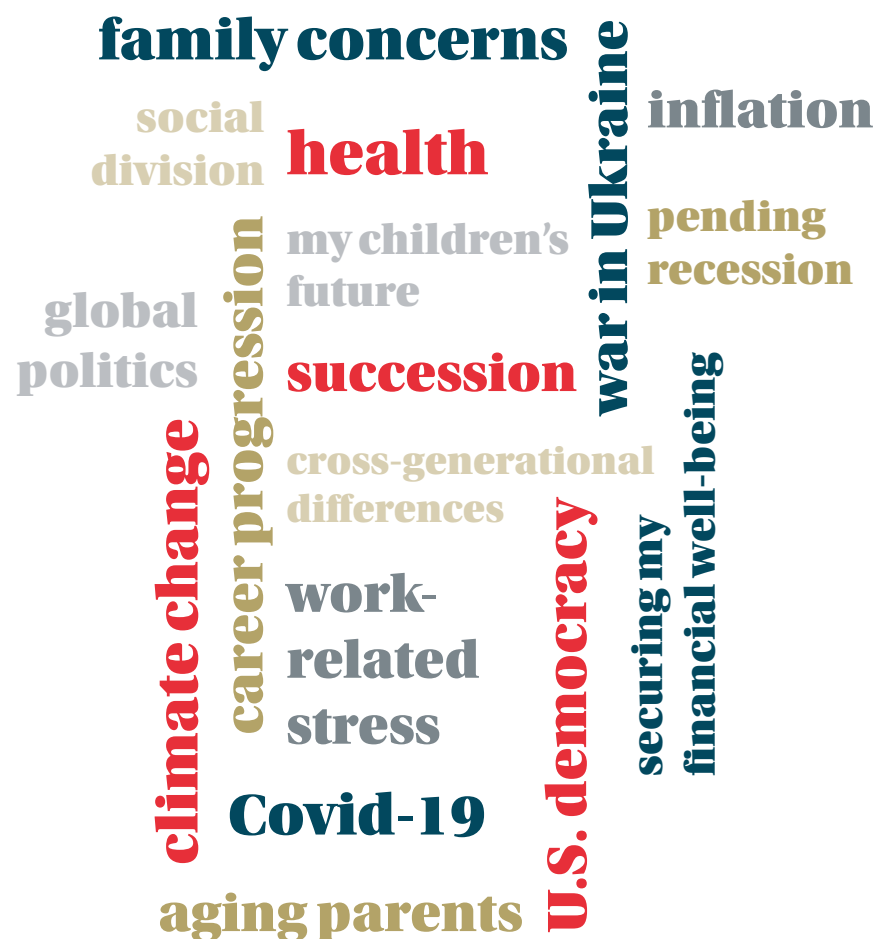 family concerns
social
division
health
war in Ukraine
inflation
my children's
future
pending
recession
global
politics
career progression
succession
climate change
cross-generational
differences
securing my
financial well-being
work-
related
stress
U.S. democracy
Covid-19
aging parents